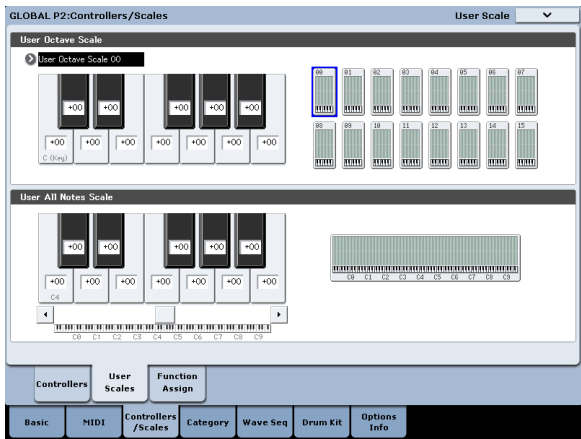 GLOBAL P2:Controllers/Scales
User Scale
User Octave Scale
User Octave Scale 00
+00 +00 +00 +00 +00
+00 +00 +00 +00 +00 +00 +00
C (Key)
00 01 02 03 04 05 06 07
08 09 10 11 12 13 14 15
User All Notes Scale
+00 +00 +00 +00 +00
+00 +00 +00 +00 +00 +00 +00
C4
C0 C1 C2 C3 C4 C5 C6 C7 C8 C9
C0 C1 C2 C3 C4 C5 C6 C7 C8 C9
Controllers
User
Scales
Function
Assign
Basic
MIDI
Controllers
/Scales
Category
Wave Seq
Drum Kit
Options
Info